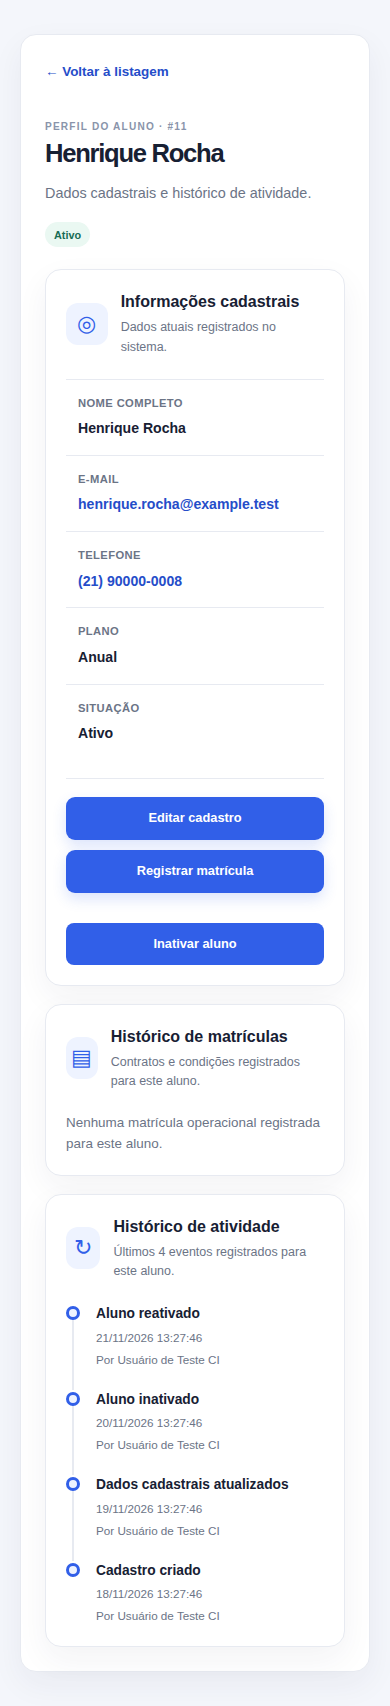 ← Voltar à listagem
PERFIL DO ALUNO · #11
Henrique Rocha
Dados cadastrais e histórico de atividade.
Ativo
Informações cadastrais
Dados atuais registrados no
sistema.
NOME COMPLETO
Henrique Rocha
E-MAIL
henrique.rocha@example.test
TELEFONE
(21) 90000-0008
PLANO
Anual
SITUAÇÃO
Ativo
Editar cadastro
Registrar matrícula
Inativar aluno
Histórico de matrículas
Contratos e condições registrados
para este aluno.
Nenhuma matrícula operacional registrada
para este aluno.
Histórico de atividade
Últimos 4 eventos registrados para
este aluno.
Aluno reativado
21/11/2026 13:27:46
Por Usuário de Teste CI
Aluno inativado
20/11/2026 13:27:46
Por Usuário de Teste CI
Dados cadastrais atualizados
19/11/2026 13:27:46
Por Usuário de Teste CI
Cadastro criado
18/11/2026 13:27:46
Por Usuário de Teste CI